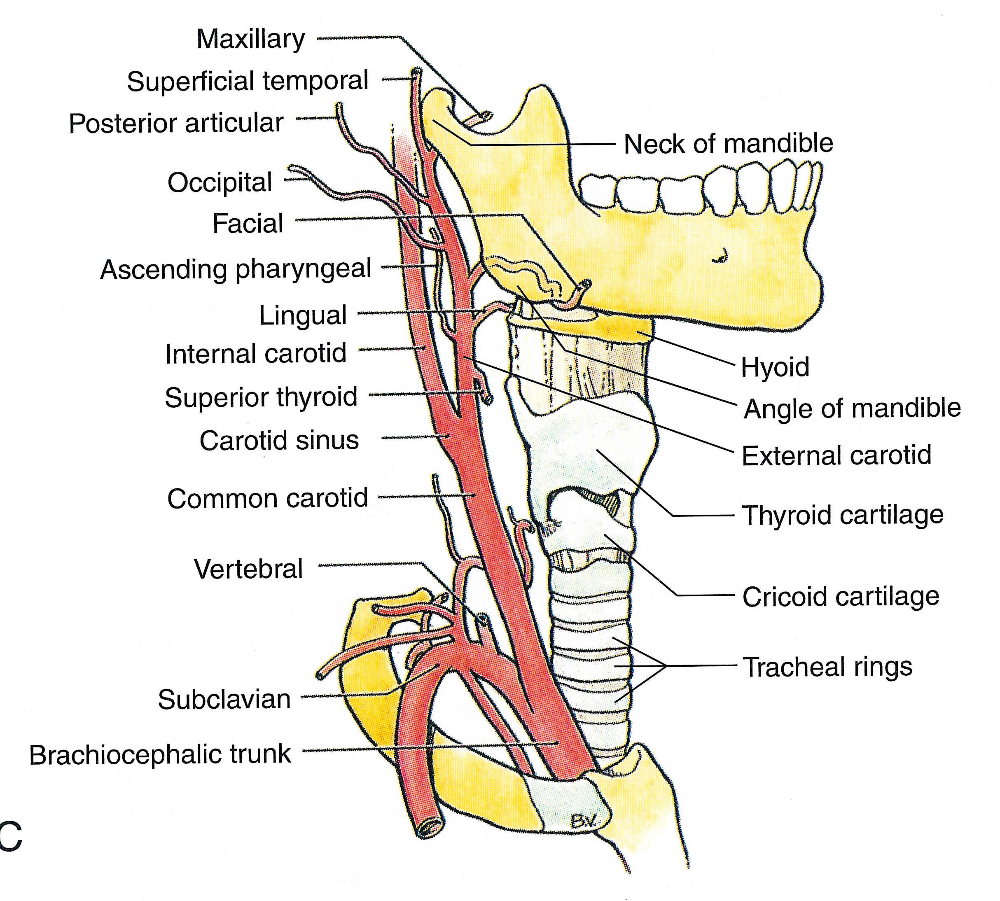 Maxillary
Superficial temporal
Posterior articular
Occipital
Facial
Ascending pharyngeal
Lingual
Internal carotid
Superior thyroid
Carotid sinus
Common carotid
Vertebral
Subclavian
Brachiocephalic trunk
Neck of mandible
Hyoid
Angle of mandible
External carotid
Thyroid cartilage
Cricoid cartilage
Tracheal rings
B.V.
C